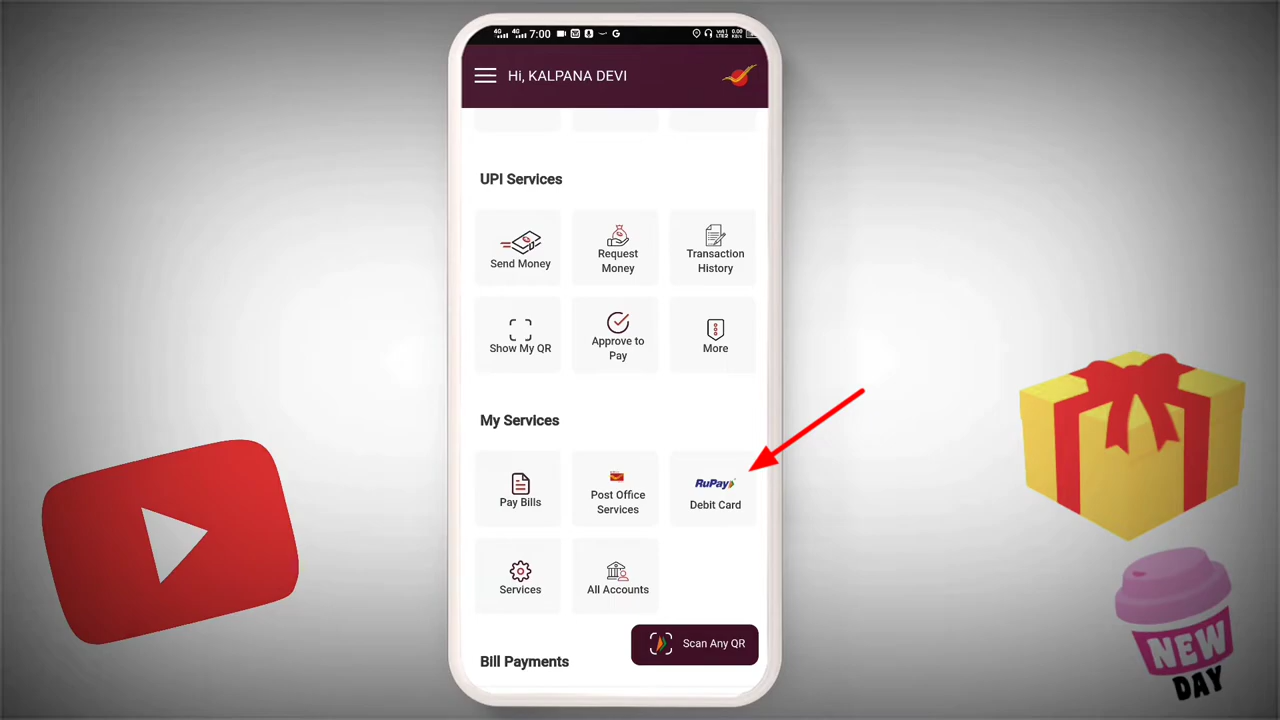 4G 4G 7:00
Hi, KALPANA DEVI
UPI Services
Send Money
Request
Money
Transaction
History
Show My QR
Approve to
Pay
More
My Services
Pay Bills
Post Office
Services
RuPay
Debit Card
Services
All Accounts
Scan Any QR
Bill Payments
NEW
DAY